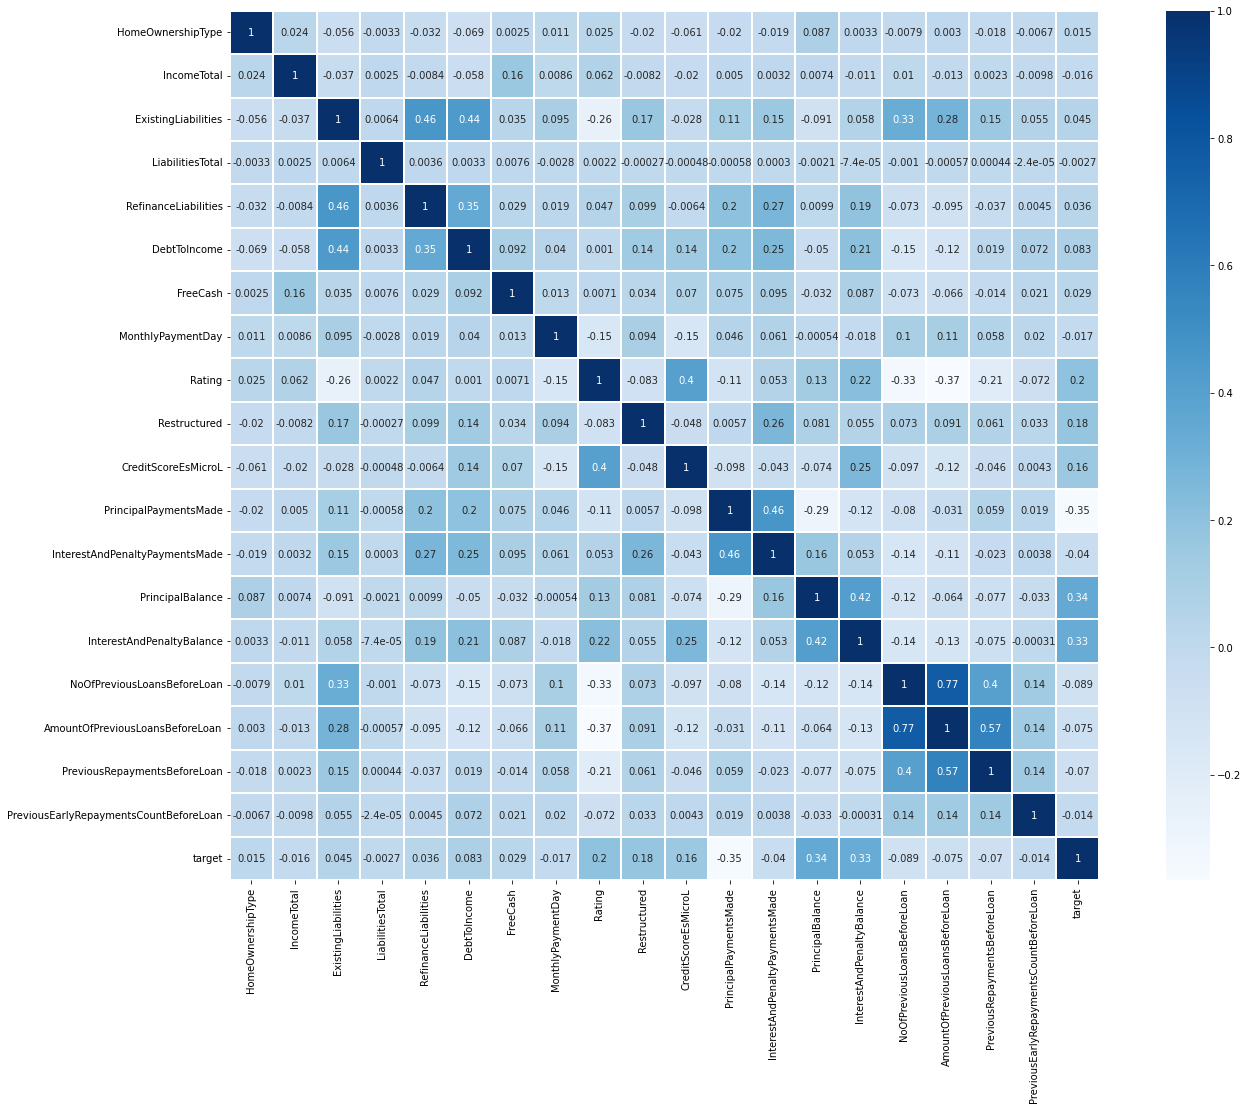 HomeOwnershipType 1 0.024 -0.056 -0.0033 -0.032 -0.069 0.0025 0.011 0.025 -0.02 -0.061 -0.02 -0.019 0.087 0.0033 -0.0079 0.003 -0.018 -0.0067 0.015
IncomeTotal 0.024 1 -0.037 0.0025 -0.0084 -0.058 0.16 0.0086 0.062 -0.0082 -0.02 0.005 0.0032 0.0074 -0.011 0.01 -0.013 0.0023 -0.0098 -0.016
ExistingLiabilities -0.056 -0.037 1 0.0064 0.46 0.44 0.035 0.095 -0.26 0.17 -0.028 0.11 0.15 -0.091 0.058 0.33 0.28 0.15 0.055 0.045
LiabilitiesTotal -0.0033 0.0025 0.0064 1 0.0036 0.0033 0.0076 -0.0028 0.0022 -0.00027 -0.00048 -0.00058 0.0003 -0.0021 -7.4e-05 -0.001 -0.00057 0.00044 -2.4e-05 -0.0027
RefinanceLiabilities -0.032 -0.0084 0.46 0.0036 1 0.35 0.029 0.019 0.047 0.099 -0.0064 0.2 0.27 0.0099 0.19 -0.073 -0.095 -0.037 0.0045 0.036
DebtToIncome -0.069 -0.058 0.44 0.0033 0.35 1 0.092 0.04 0.001 0.14 0.14 0.2 0.25 -0.05 0.21 -0.15 -0.12 0.019 0.072 0.083
FreeCash 0.0025 0.16 0.035 0.0076 0.029 0.092 1 0.013 0.0071 0.034 0.07 0.075 0.095 -0.032 0.087 -0.073 -0.066 -0.014 0.021 0.029
MonthlyPaymentDay 0.011 0.0086 0.095 -0.0028 0.019 0.04 0.013 1 -0.15 0.094 -0.15 0.046 0.061 -0.00054 -0.018 0.1 0.11 0.058 0.02 -0.017
Rating 0.025 0.062 -0.26 0.0022 0.047 0.001 0.0071 -0.15 1 -0.083 0.4 -0.11 0.053 0.13 0.22 -0.33 -0.37 -0.21 -0.072 0.2
Restructured -0.02 -0.0082 0.17 -0.00027 0.099 0.14 0.034 0.094 -0.083 1 -0.048 0.0057 0.26 0.081 0.055 0.073 0.091 0.061 0.033 0.18
CreditScoreEsMicroL -0.061 -0.02 -0.028 -0.00048 -0.0064 0.14 0.07 -0.15 0.4 -0.048 1 -0.098 -0.043 -0.074 0.25 -0.097 -0.12 -0.046 0.0043 0.16
PrincipalPaymentsMade -0.02 0.005 0.11 -0.00058 0.2 0.2 0.075 0.046 -0.11 0.0057 -0.098 1 0.46 -0.29 -0.12 -0.08 -0.031 0.059 0.019 -0.35
InterestAndPenaltyPaymentsMade -0.019 0.0032 0.15 0.0003 0.27 0.25 0.095 0.061 0.053 0.26 -0.043 0.46 1 0.16 0.053 -0.14 -0.11 -0.023 0.0038 -0.04
PrincipalBalance 0.087 0.0074 -0.091 -0.0021 0.0099 -0.05 -0.032 -0.00054 0.13 0.081 -0.074 -0.29 0.16 1 0.42 -0.12 -0.064 -0.077 -0.033 0.34
InterestAndPenaltyBalance 0.0033 -0.011 0.058 -7.4e-05 0.19 0.21 0.087 -0.018 0.22 0.055 0.25 -0.12 0.053 0.42 1 -0.14 -0.13 -0.075 -0.00031 0.33
NoOfPreviousLoansBeforeLoan -0.0079 0.01 0.33 -0.001 -0.073 -0.15 -0.073 0.1 -0.33 0.073 -0.097 -0.08 -0.14 -0.12 -0.14 1 0.77 0.4 0.14 -0.089
AmountOfPreviousLoansBeforeLoan 0.003 -0.013 0.28 -0.00057 -0.095 -0.12 -0.066 0.11 -0.37 0.091 -0.12 -0.031 -0.11 -0.064 -0.13 0.77 1 0.57 0.14 -0.075
PreviousRepaymentsBeforeLoan -0.018 0.0023 0.15 0.00044 -0.037 0.019 -0.014 0.058 -0.21 0.061 -0.046 0.059 -0.023 -0.077 -0.075 0.4 0.57 1 0.14 -0.07
PreviousEarlyRepaymentsCountBeforeLoan -0.0067 -0.0098 0.055 -2.4e-05 0.0045 0.072 0.021 0.02 -0.072 0.033 0.0043 0.019 0.0038 -0.033 -0.00031 0.14 0.14 0.14 1 -0.014
target 0.015 -0.016 0.045 -0.0027 0.036 0.083 0.029 -0.017 0.2 0.18 0.16 -0.35 -0.04 0.34 0.33 -0.089 -0.075 -0.07 -0.014 1
HomeOwnershipType
IncomeTotal
ExistingLiabilities
LiabilitiesTotal
RefinanceLiabilities
DebtToIncome
FreeCash
MonthlyPaymentDay
Rating
Restructured
CreditScoreEsMicroL
PrincipalPaymentsMade
InterestAndPenaltyPaymentsMade
PrincipalBalance
InterestAndPenaltyBalance
NoOfPreviousLoansBeforeLoan
AmountOfPreviousLoansBeforeLoan
PreviousRepaymentsBeforeLoan
PreviousEarlyRepaymentsCountBeforeLoan
target
1.0
0.8
0.6
0.4
0.2
0.0
−0.2